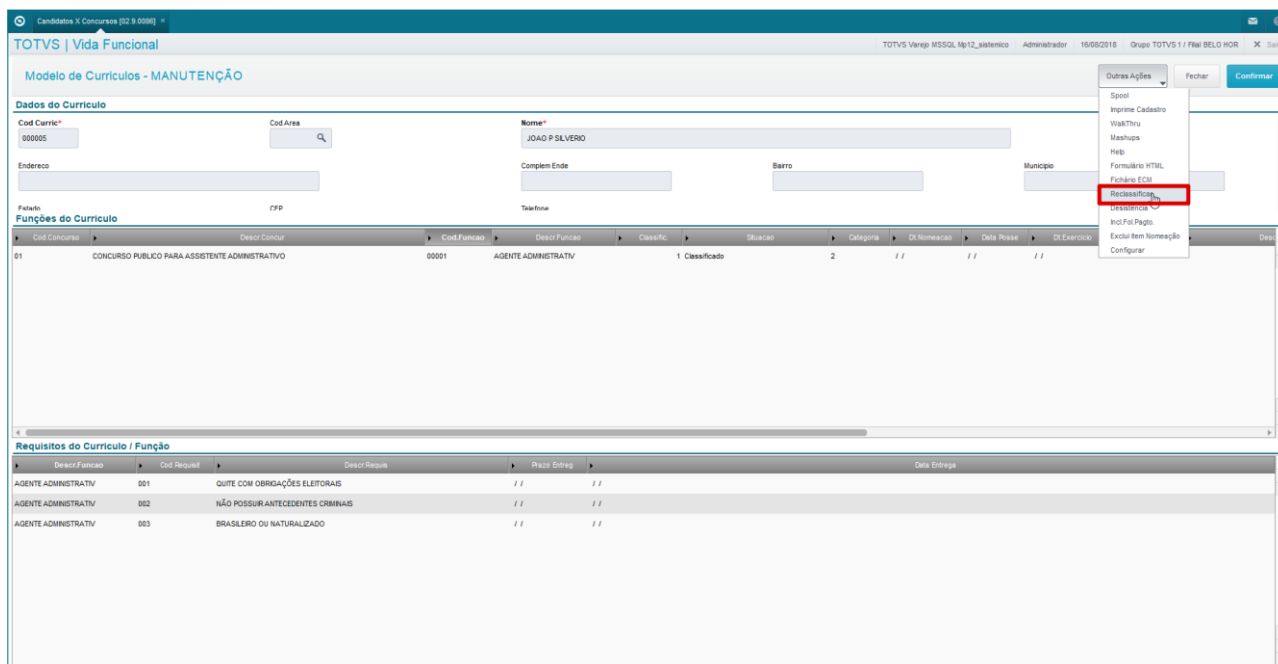 Candidatos X Concursos [02.9.0086] ×
TOTVS | Vida Funcional
TOTVS Varejo MSSQL Mp12_sistemico Administrador 16/08/2018 Grupo TOTVS 1 / Filial BELO HOR X Sair
Modelo de Curriculos - MANUTENÇÃO
Outras Ações Fechar Confirmar
Spool
Imprime Cadastro
WalkThru
Mashups
Help
Formulário HTML
Fichário ECM
Reclassificar
Desistência
Incl.Fol.Pagto.
Exclui Item Nomeação
Configurar
Dados do Curriculo
Cod Curric* Cod Area Nome*
000005 JOAO P SILVERIO
Endereco Complem Ende Bairro Municipio
Estado CEP Telefone
Funções do Curriculo
Cod.Concurso Descr.Concur Cod.Funcao Descr.Funcao Classific. Situacao Categoria Dt.Nomeacao Data Posse Dt.Exercicio Desc
01 CONCURSO PUBLICO PARA ASSISTENTE ADMINISTRATIVO 00001 AGENTE ADMINISTRATIV 1 Classificado 2 / / / / / /
Requisitos do Curriculo / Função
Descr.Funcao Cod.Requisit Descr.Requis Prazo Entreg Data Entrega
AGENTE ADMINISTRATIV 001 QUITE COM OBRIGAÇÕES ELEITORAIS / / / /
AGENTE ADMINISTRATIV 002 NÃO POSSUIR ANTECEDENTES CRIMINAIS / / / /
AGENTE ADMINISTRATIV 003 BRASILEIRO OU NATURALIZADO / / / /